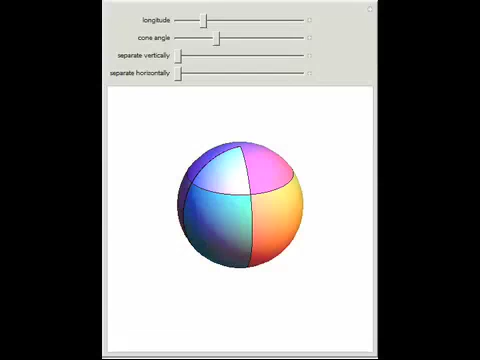 longitude
cone angle
separate vertically
separate horizontally